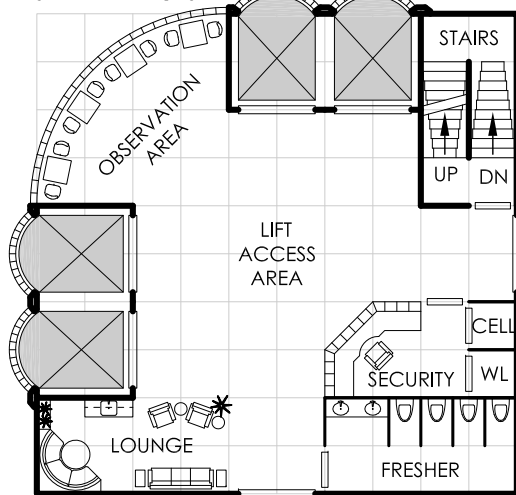 STAIRS
OBSERVATION
AREA
UP
DN
LIFT
ACCESS
AREA
CELL
SECURITY
WL
LOUNGE
FRESHER